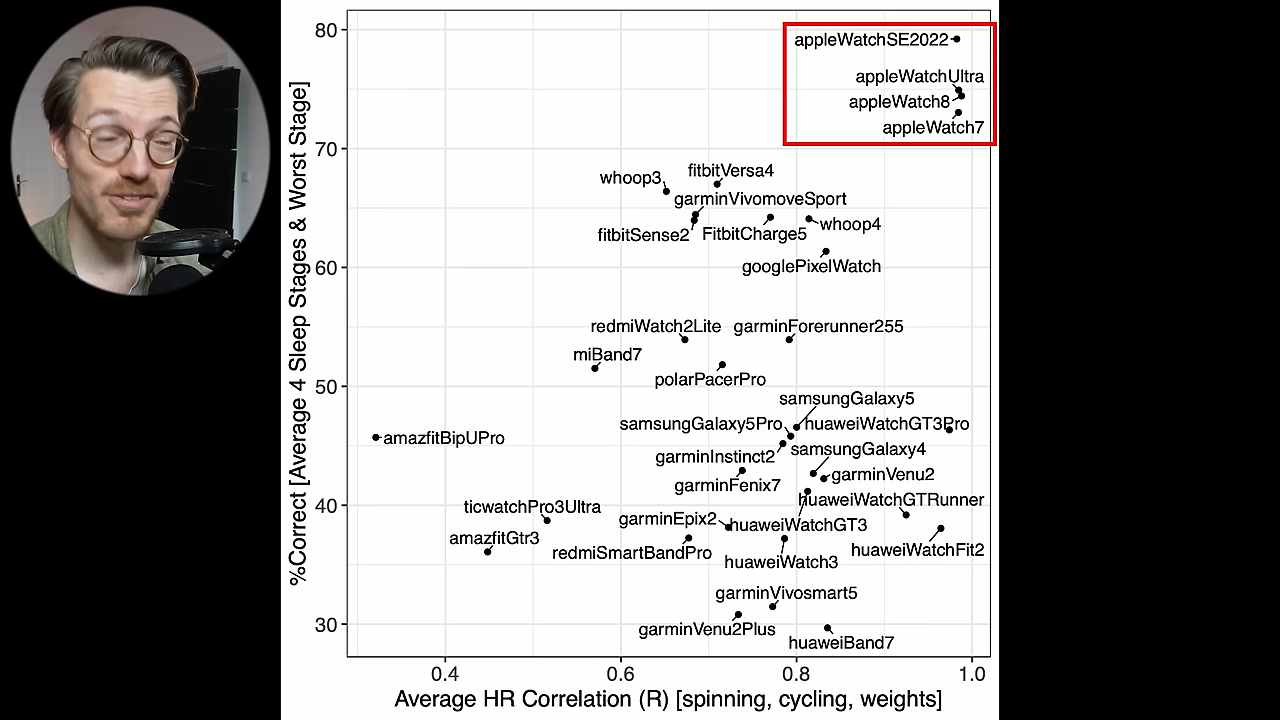 80
appleWatchSE2022
appleWatchUltra
appleWatch8
appleWatch7
70
fitbitVersa4
whoop3
garminVivomoveSport
whoop4
fitbitSense2
FitbitCharge5
60
googlePixelWatch
redmiWatch2Lite
garminForerunner255
miBand7
polarPacerPro
50
samsungGalaxy5
samsungGalaxy5Pro
huaweiWatchGT3Pro
amazfitBipUPro
samsungGalaxy4
garminInstinct2
garminVenu2
garminFenix7
huaweiWatchGTRunner
40
ticwatchPro3Ultra
garminEpix2
huaweiWatchGT3
amazfitGtr3
redmiSmartBandPro
huaweiWatchFit2
huaweiWatch3
garminVivosmart5
30
garminVenu2Plus
huaweiBand7
%Correct [Average 4 Sleep Stages & Worst Stage]
0.4 0.6 0.8 1.0
Average HR Correlation (R) [spinning, cycling, weights]